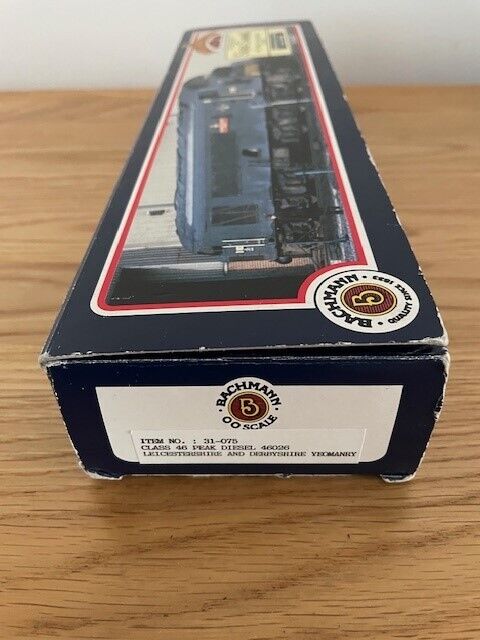 BACHMANN
QUALITY SINCE 1833
BACHMANN
OO SCALE
ITEM NO. : 31-075
CLASS 46 PEAK DIESEL 46026
LEICESTERSHIRE AND DERBYSHIRE YEOMANRY